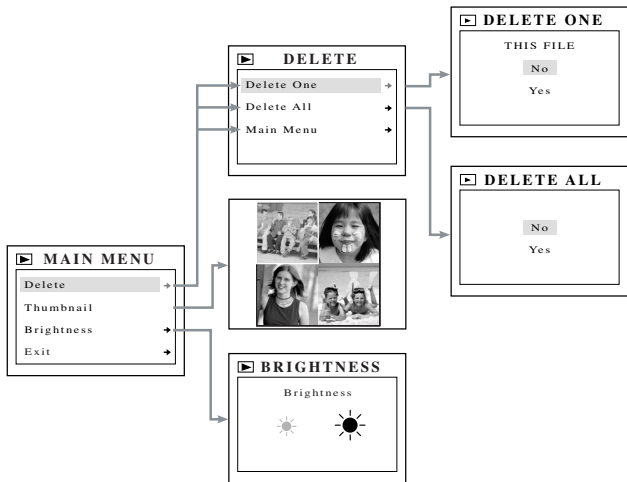 MAIN MENU
Delete
Thumbnail
Brightness
Exit
DELETE
Delete One
Delete All
Main Menu
BRIGHTNESS
Brightness
DELETE ONE
THIS FILE
No
Yes
DELETE ALL
No
Yes